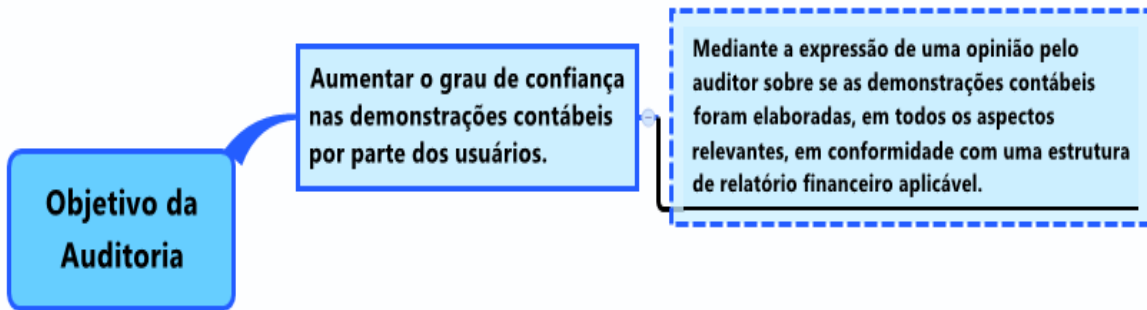 Objetivo da
Auditoria
Aumentar o grau de confiança
nas demonstrações contábeis
por parte dos usuários.
Mediante a expressão de uma opinião pelo
auditor sobre se as demonstrações contábeis
foram elaboradas, em todos os aspectos
relevantes, em conformidade com uma estrutura
de relatório financeiro aplicável.